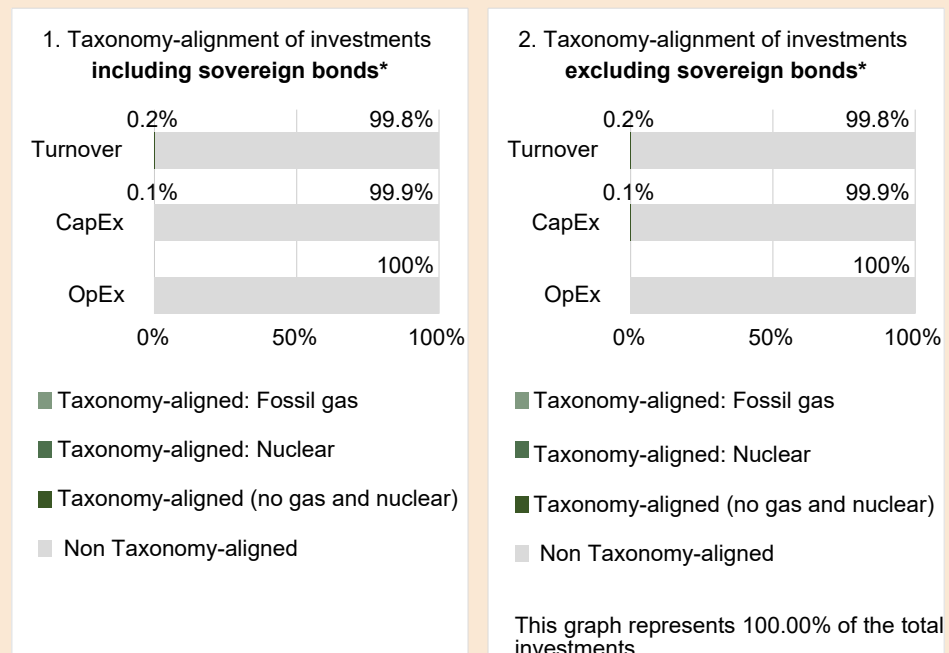 1. Taxonomy-alignment of investments
including sovereign bonds*
0.2% 99.8%
Turnover
0.1% 99.9%
CapEx
100%
OpEx
0% 50% 100%
Taxonomy-aligned: Fossil gas
Taxonomy-aligned: Nuclear
Taxonomy-aligned (no gas and nuclear)
Non Taxonomy-aligned
2. Taxonomy-alignment of investments
excluding sovereign bonds*
0.2% 99.8%
Turnover
0.1% 99.9%
CapEx
100%
OpEx
0% 50% 100%
Taxonomy-aligned: Fossil gas
Taxonomy-aligned: Nuclear
Taxonomy-aligned (no gas and nuclear)
Non Taxonomy-aligned
This graph represents 100.00% of the total
investments